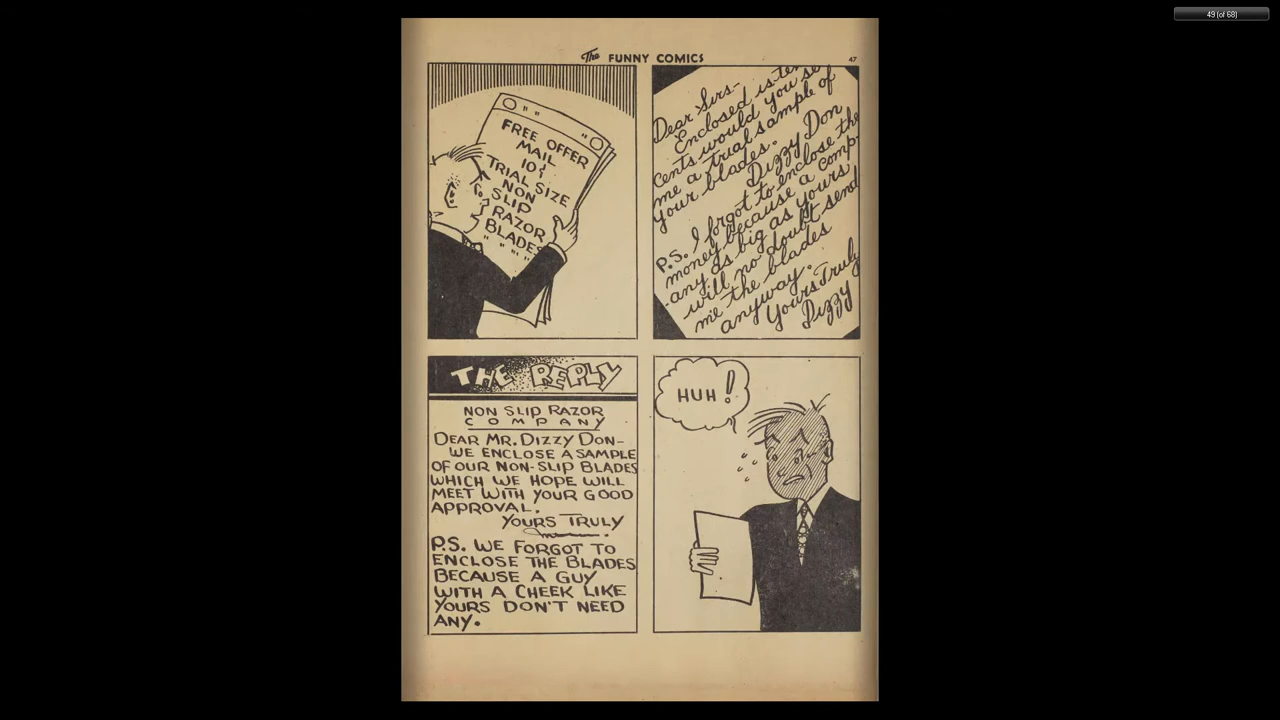 49 (of 68)
The FUNNY COMICS
47
FREE OFFER
MAIL
10¢
TRIAL SIZE
NON
SLIP
RAZOR
BLADES
Dear Sirs-
Enclosed is ten
cents would you se
me a trial sample of
your blades.
Dizzy Don
P.S. I forgot to enclose the
money because a comp-
any as big as yours
will no doubt send
me the blades
anyway.
Yours Truly
Dizzy
THE REPLY
NON SLIP RAZOR
COMPANY
DEAR MR. DIZZY DON-
WE ENCLOSE A SAMPLE
OF OUR NON-SLIP BLADES
WHICH WE HOPE WILL
MEET WITH YOUR GOOD
APPROVAL.
YOURS TRULY
P.S. WE FORGOT TO
ENCLOSE THE BLADES
BECAUSE A GUY
WITH A CHEEK LIKE
YOURS DON'T NEED
ANY.
HUH!